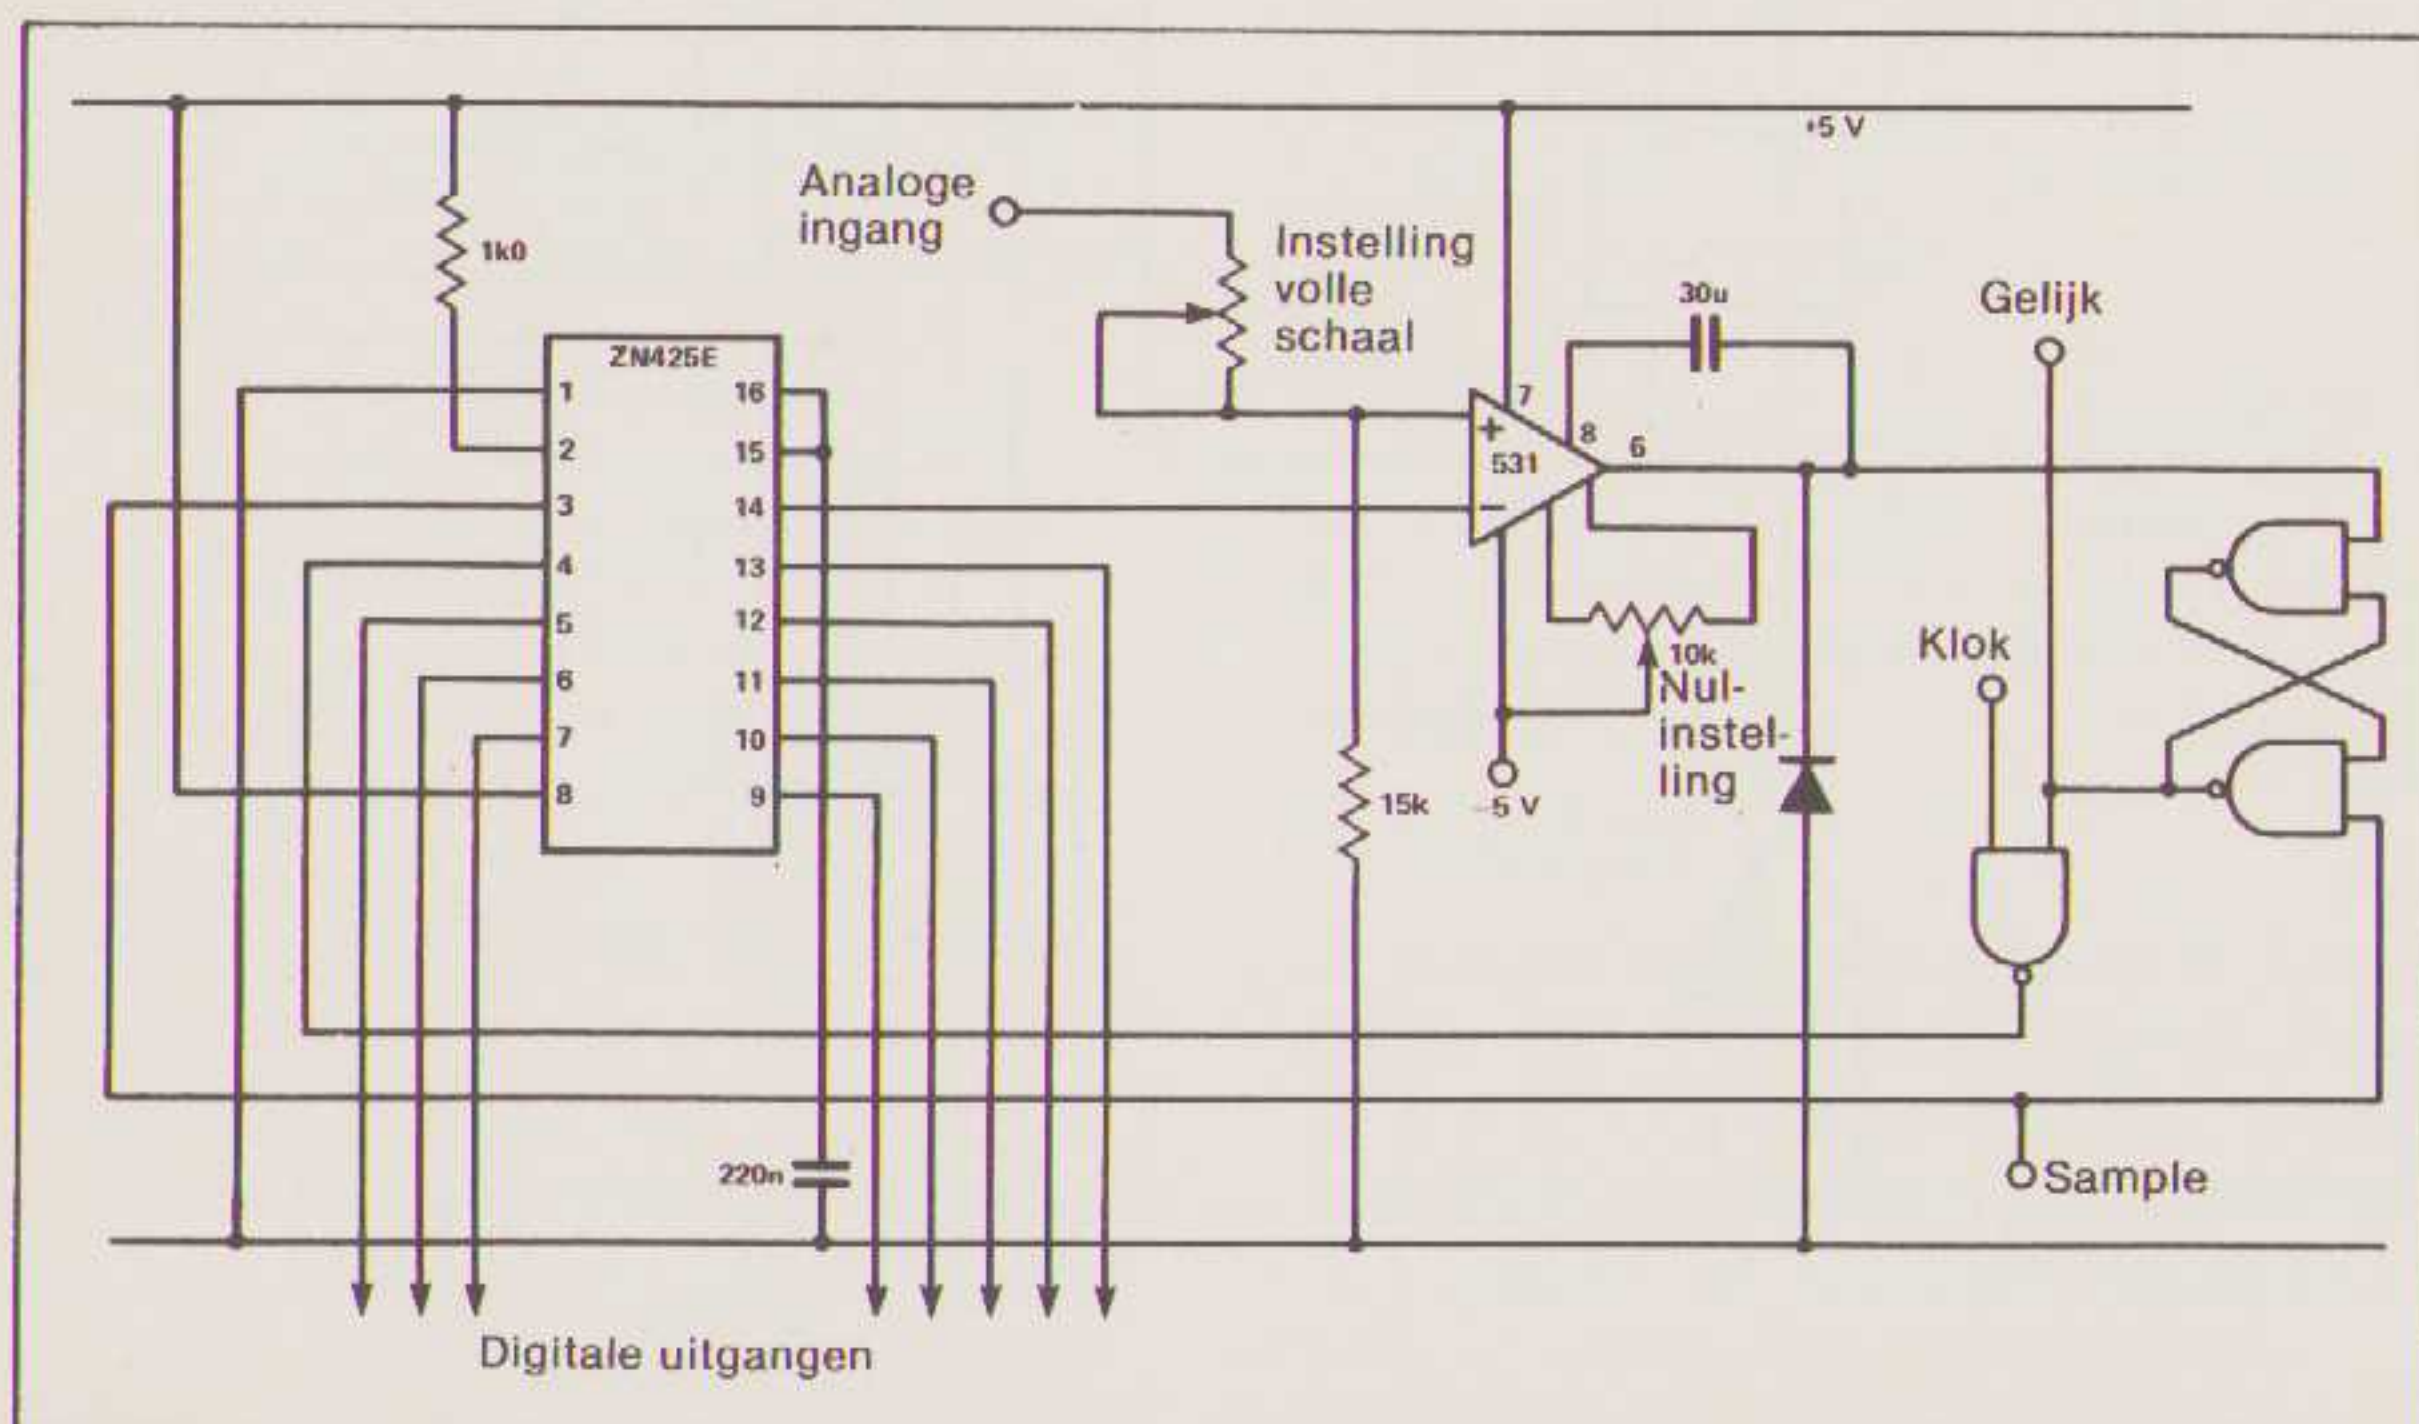 +5 V
Analoge
ingang
1k0
Instelling
volle
schaal
30u
Gelijk
ZN425E
1
2
3
4
5
6
7
8
16
15
14
13
12
11
10
9
+
531
−
7
8
6
10k
Nul-
instel-
ling
Klok
15k
−5 V
220n
Sample
Digitale uitgangen